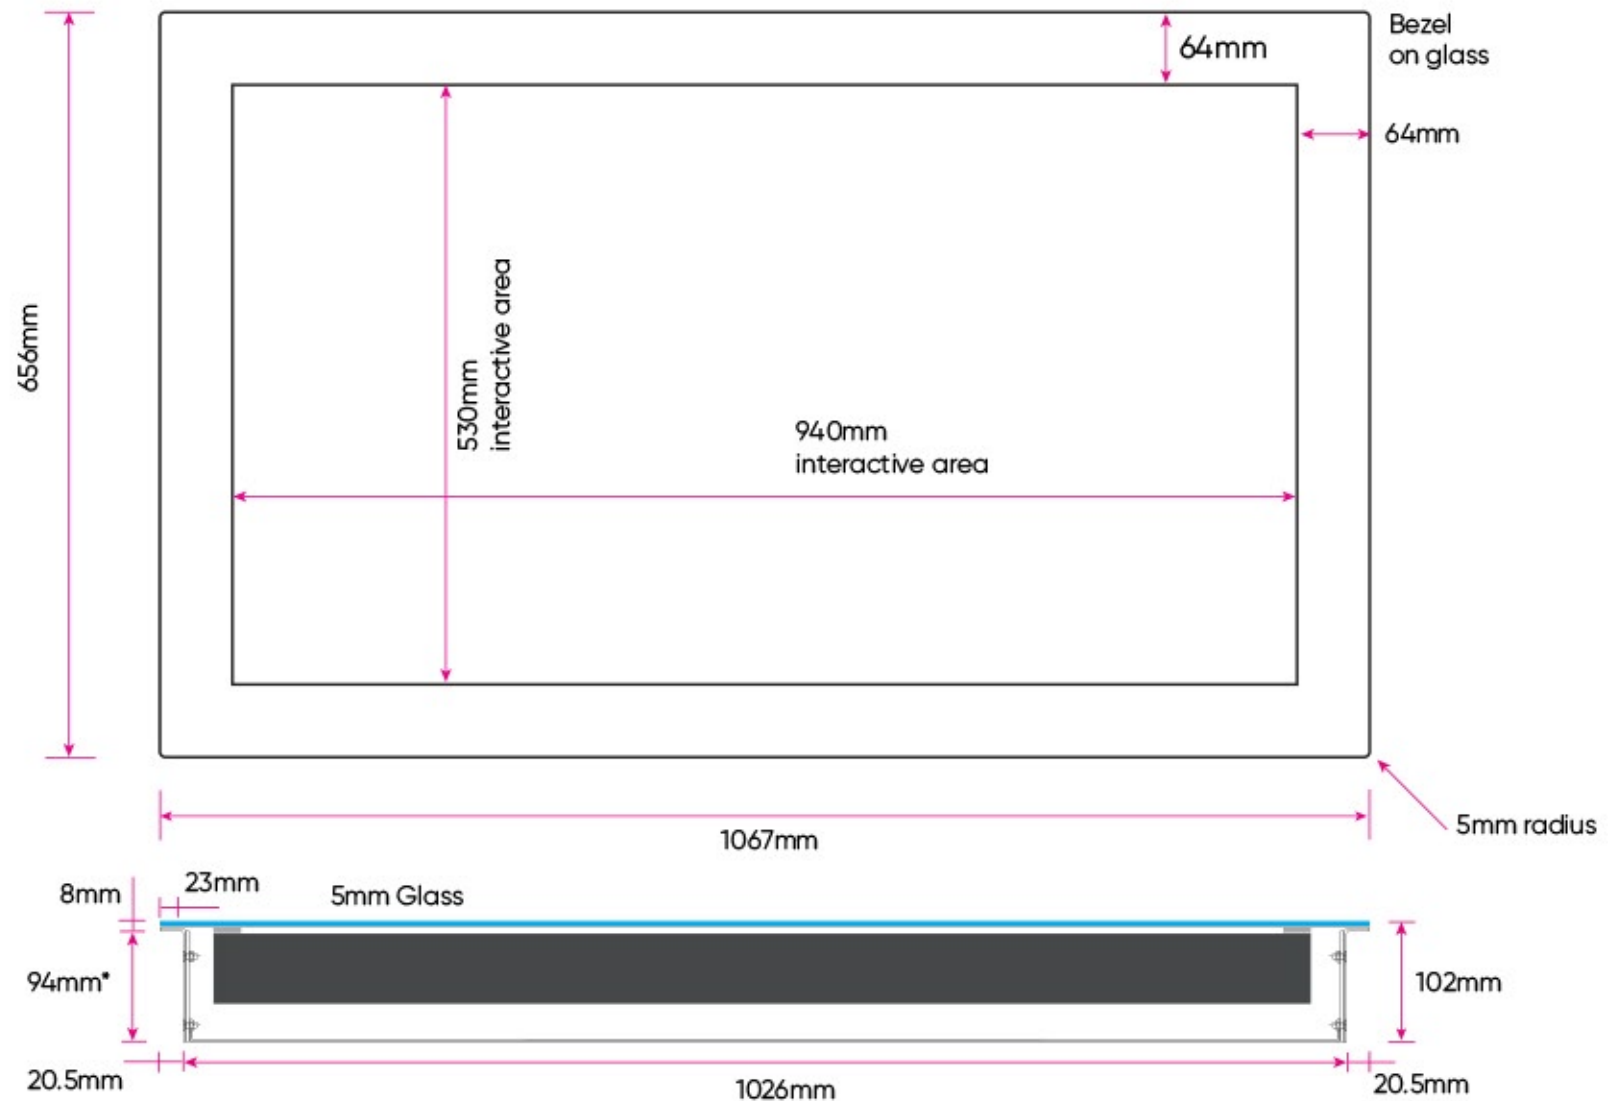 Bezel
on glass
64mm
64mm
656mm
530mm
interactive area
940mm
interactive area
1067mm
5mm radius
8mm
23mm
5mm Glass
94mm*
102mm
20.5mm
1026mm
20.5mm